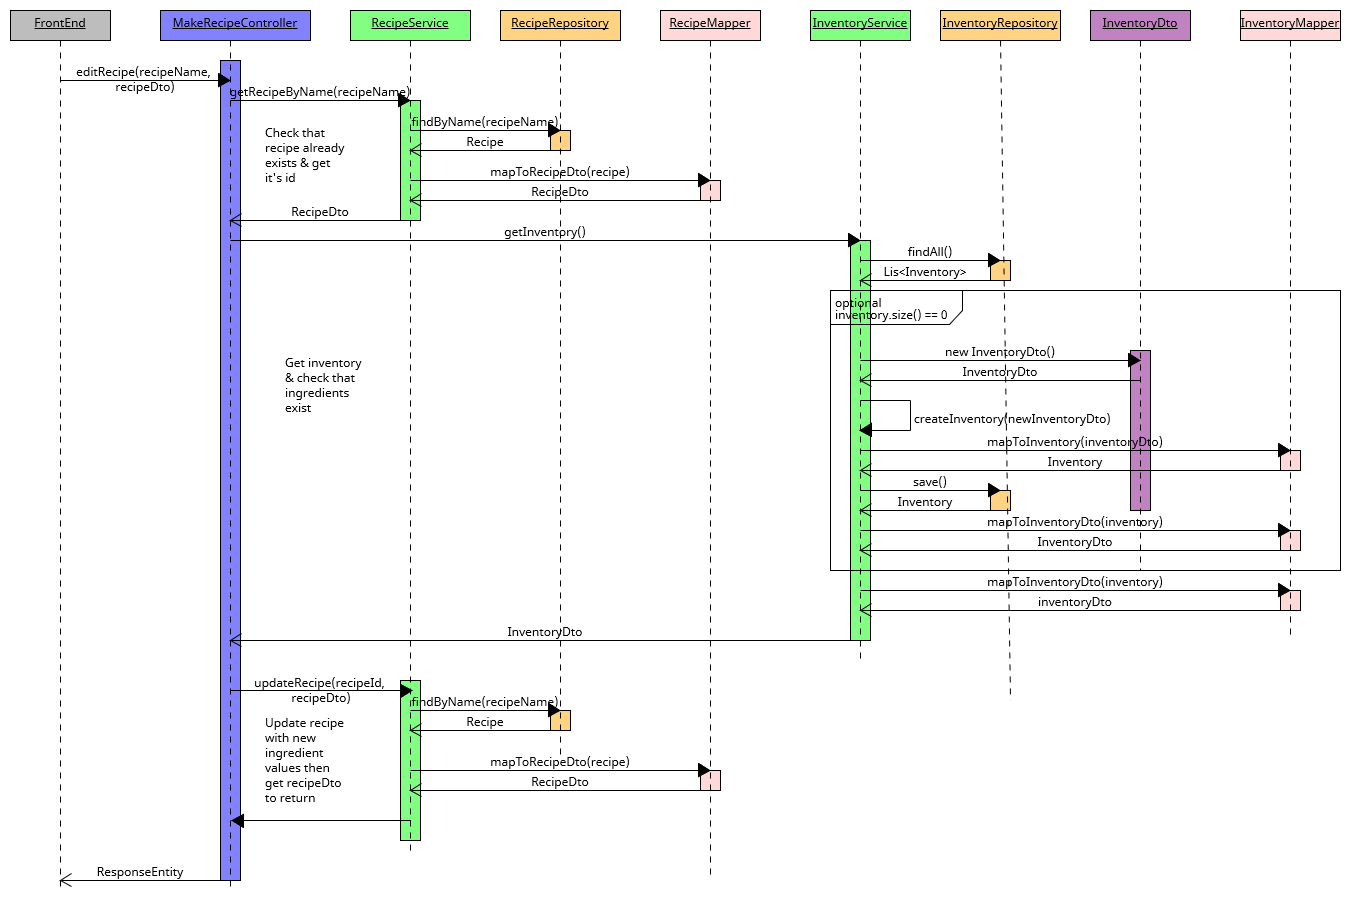 FrontEnd
MakeRecipeController
RecipeService
RecipeRepository
RecipeMapper
InventoryService
InventoryRepository
InventoryDto
InventoryMapper
editRecipe(recipeName,
recipeDto)
getRecipeByName(recipeName)
findByName(recipeName)
Check that
recipe already
exists & get
it's id
Recipe
mapToRecipeDto(recipe)
RecipeDto
RecipeDto
getInventory()
findAll()
Lis<Inventory>
optional
inventory.size() == 0
new InventoryDto()
Get inventory
& check that
ingredients
exist
InventoryDto
createInventory(newInventoryDto)
mapToInventory(inventoryDto)
Inventory
save()
Inventory
mapToInventoryDto(inventory)
InventoryDto
mapToInventoryDto(inventory)
inventoryDto
InventoryDto
updateRecipe(recipeId,
recipeDto)
findByName(recipeName)
Recipe
Update recipe
with new
ingredient
values then
get recipeDto
to return
mapToRecipeDto(recipe)
RecipeDto
ResponseEntity